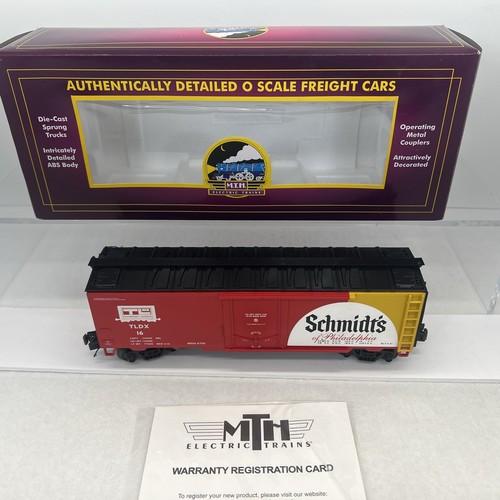 AUTHENTICALLY DETAILED O SCALE FREIGHT CARS
Die-Cast
Sprung
Trucks
Intricately
Detailed
ABS Body
Operating
Metal
Couplers
Attractively
Decorated
MTH
ELECTRIC TRAINS
TLDX
16
Schmidt's
of Philadelphia
MTH
ELECTRIC TRAINS
WARRANTY REGISTRATION CARD
To register your new product, please visit our website: